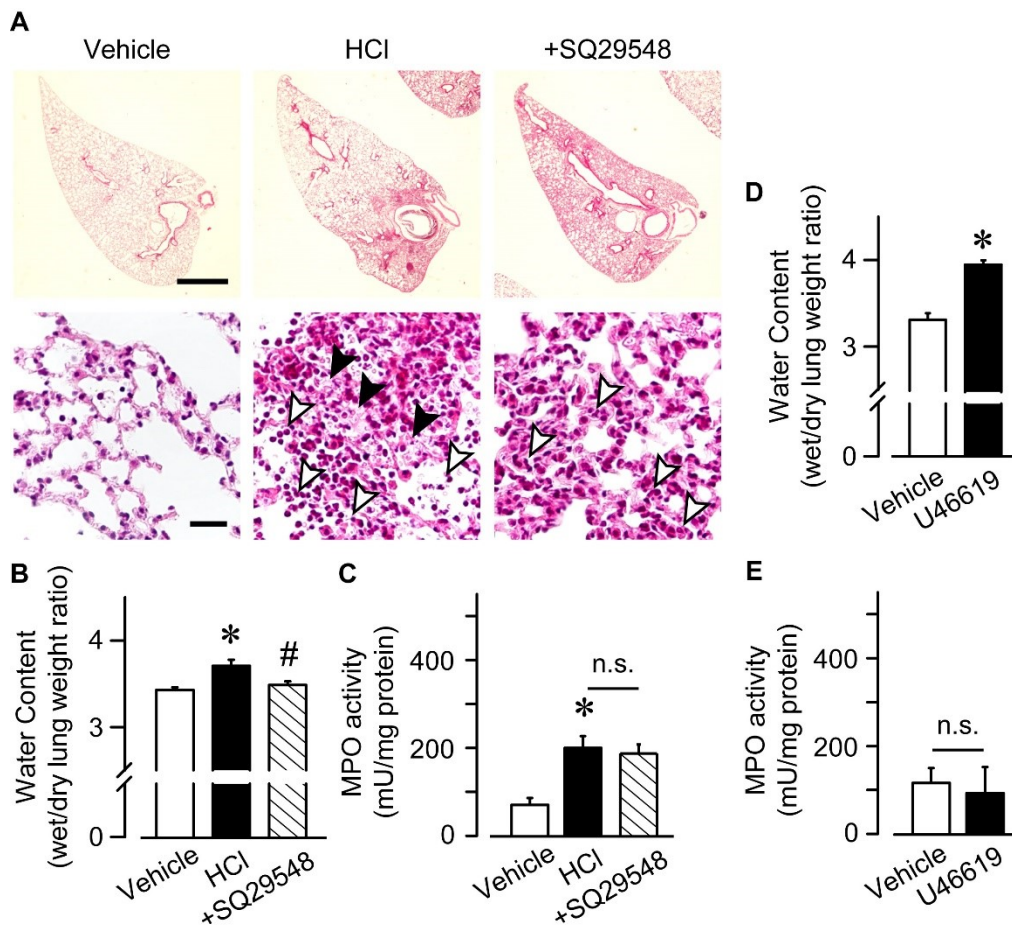 A
Vehicle
HCl
+SQ29548
B
Water Content
(wet/dry lung weight ratio)
4
3
0
*
#
Vehicle
HCl
+SQ29548
C
MPO activity
(mU/mg protein)
400
200
0
*
n.s.
Vehicle
HCl
+SQ29548
D
Water Content
(wet/dry lung weight ratio)
4
3
0
*
Vehicle
U46619
E
MPO activity
(mU/mg protein)
400
200
0
n.s.
Vehicle
U46619